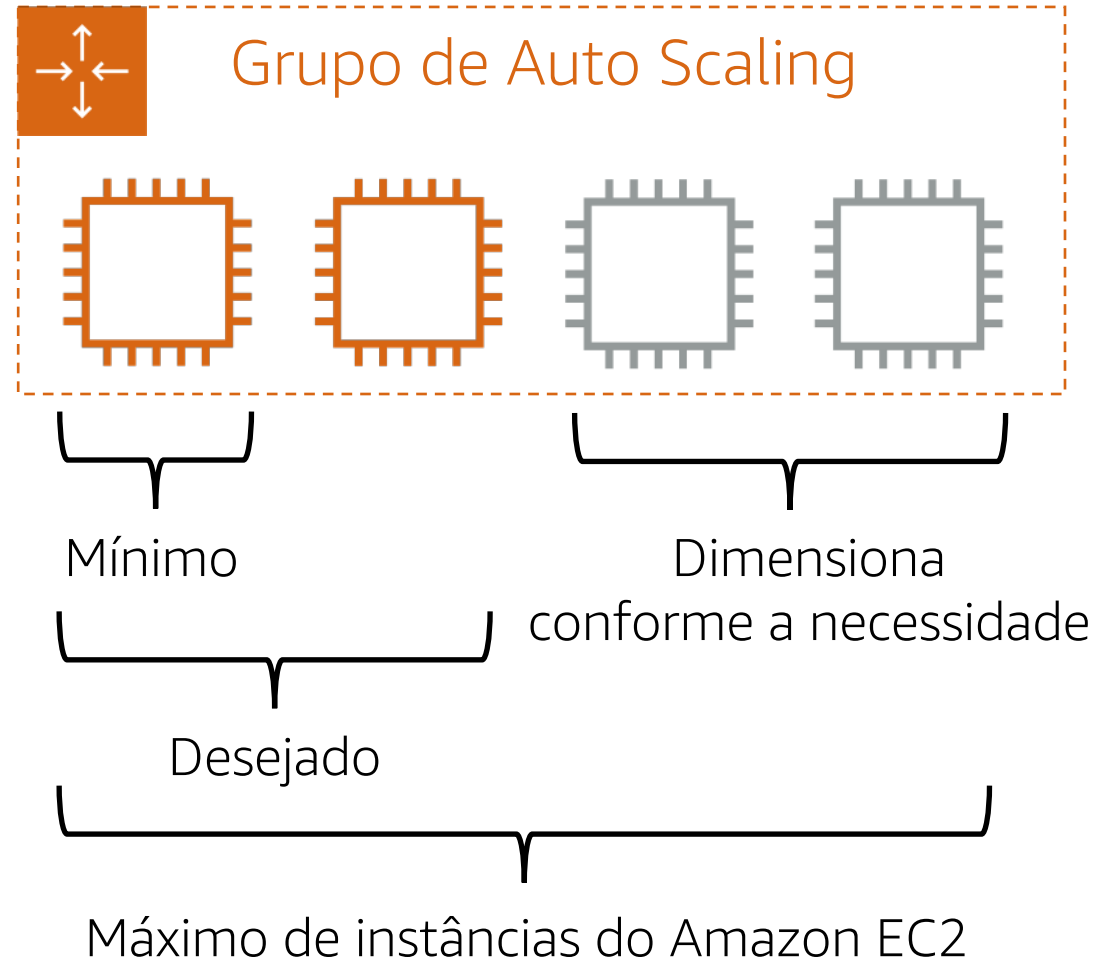 Grupo de Auto Scaling
Mínimo
Dimensiona
conforme a necessidade
Desejado
Máximo de instâncias do Amazon EC2